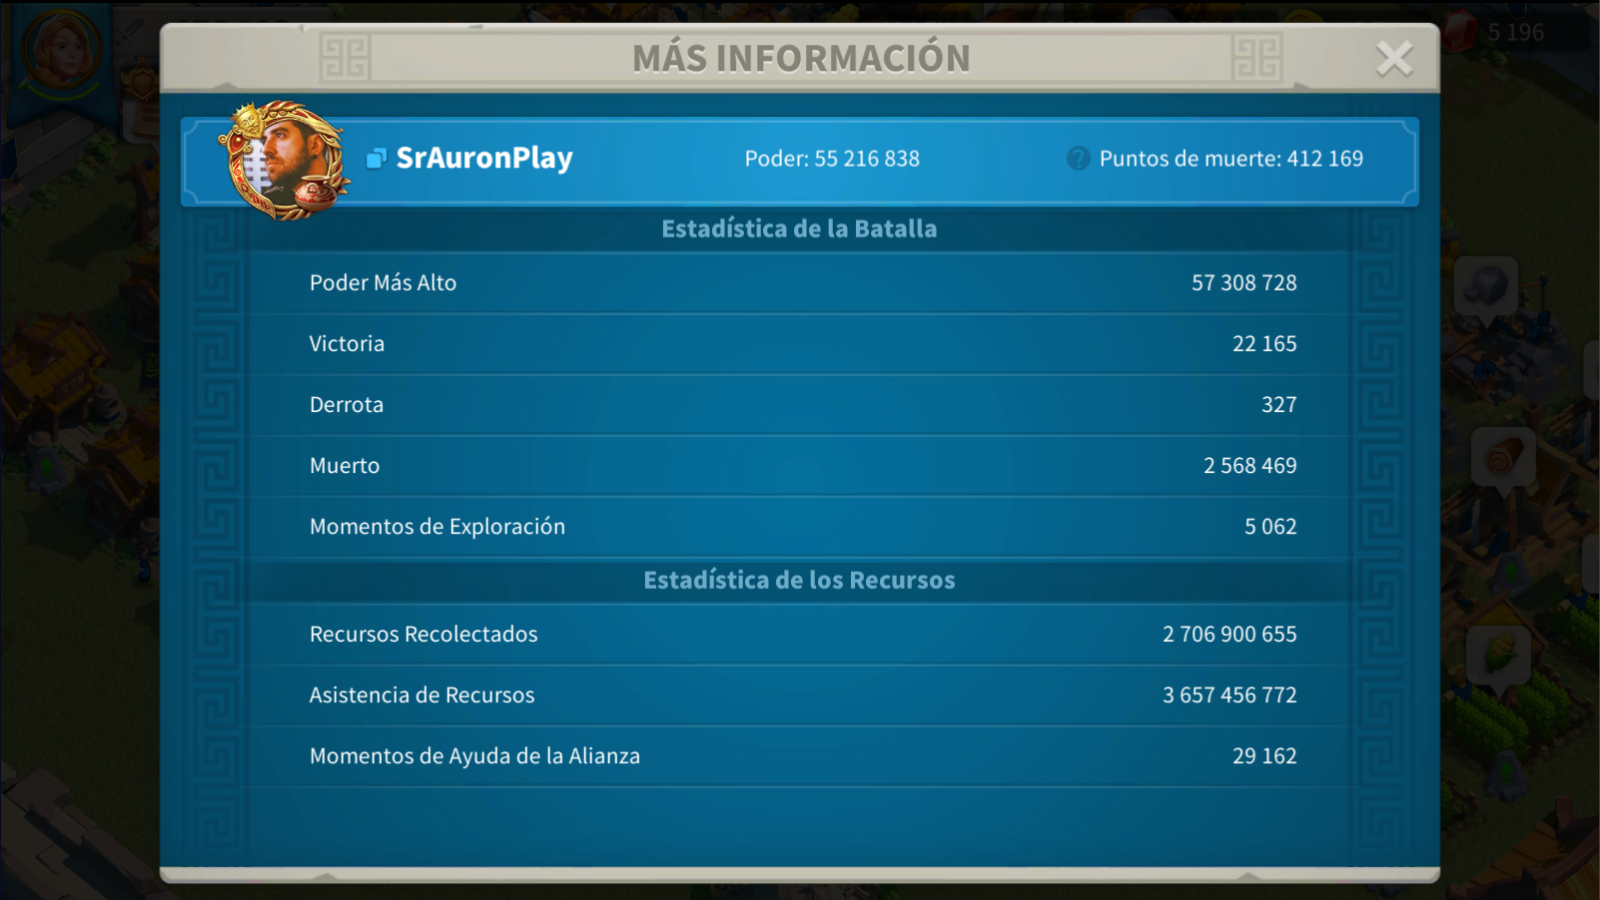 5 196
MÁS INFORMACIÓN
SrAuronPlay
Poder: 55 216 838
? Puntos de muerte: 412 169
Estadística de la Batalla
Poder Más Alto 57 308 728
Victoria 22 165
Derrota 327
Muerto 2 568 469
Momentos de Exploración 5 062
Estadística de los Recursos
Recursos Recolectados 2 706 900 655
Asistencia de Recursos 3 657 456 772
Momentos de Ayuda de la Alianza 29 162